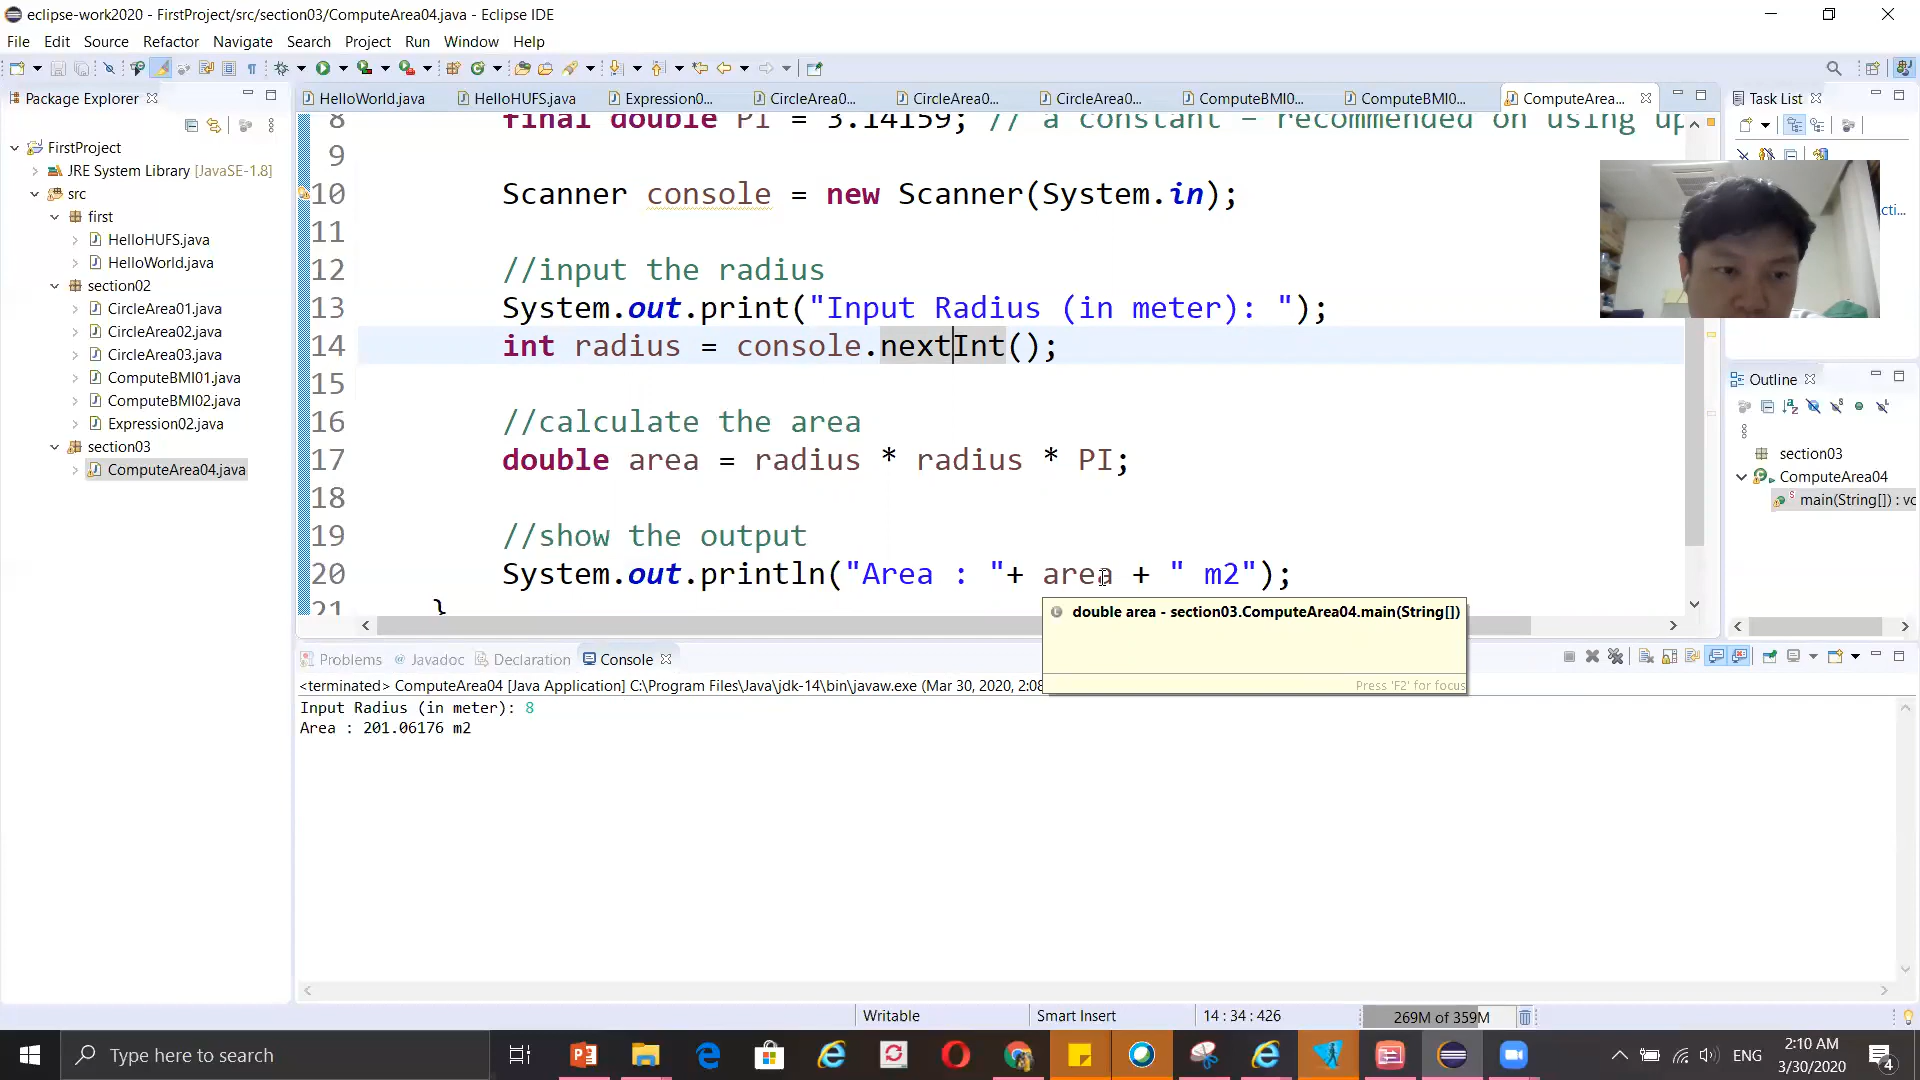 eclipse-work2020 - FirstProject/src/section03/ComputeArea04.java - Eclipse IDE
File Edit Source Refactor Navigate Search Project Run Window Help
Package Explorer
HelloWorld.java
HelloHUFS.java
Expression0...
CircleArea0...
CircleArea0...
CircleArea0...
ComputeBMI0...
ComputeBMI0...
ComputeArea...
Task List
FirstProject
JRE System Library [JavaSE-1.8]
src
first
HelloHUFS.java
HelloWorld.java
section02
CircleArea01.java
CircleArea02.java
CircleArea03.java
ComputeBMI01.java
ComputeBMI02.java
Expression02.java
section03
ComputeArea04.java
8 final double PI = 3.14159; // a constant – recommended on using up
9
10 Scanner console = new Scanner(System.in);
11
12 //input the radius
13 System.out.print("Input Radius (in meter): ");
14 int radius = console.nextInt();
15
16 //calculate the area
17 double area = radius * radius * PI;
18
19 //show the output
20 System.out.println("Area : "+ area + " m2");
21 }
double area - section03.ComputeArea04.main(String[])
Press 'F2' for focus
cti...
Outline
section03
ComputeArea04
main(String[]) : vo
Problems Javadoc Declaration Console
<terminated> ComputeArea04 [Java Application] C:\Program Files\Java\jdk-14\bin\javaw.exe (Mar 30, 2020, 2:08
Input Radius (in meter): 8
Area : 201.06176 m2
Writable Smart Insert 14 : 34 : 426 269M of 359M
Type here to search
ENG
2:10 AM
3/30/2020
4